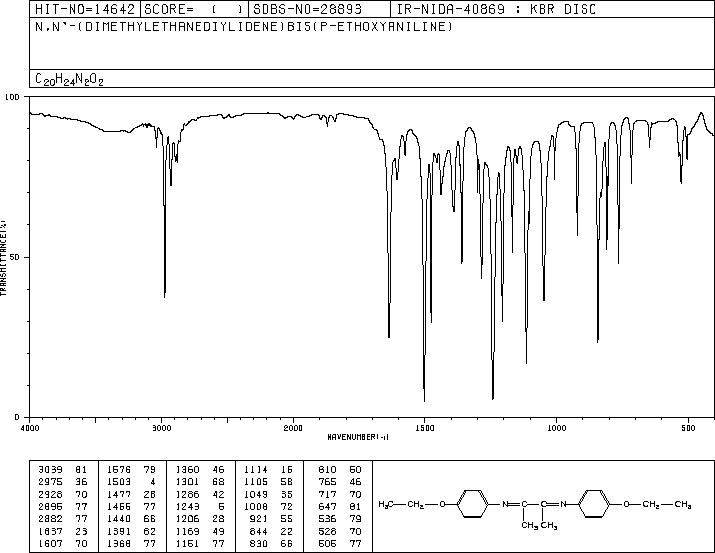 HIT-NO=14642 SCORE= ( ) SDBS-NO=28893 IR-NIDA-40869 : KBR DISC
N,N'-(DIMETHYLETHANEDIYLIDENE)BIS(P-ETHOXYANILINE)
C20H24N2O2
100
50
0
TRANSMITTANCE(%)
4000 3000 2000 1500 1000 500
WAVENUMBER(-1)
3039 81 1576 79 1360 46 1114 16 810 50
2975 36 1503 4 1301 68 1105 58 765 46
2928 70 1477 28 1286 42 1049 35 717 70
2895 77 1455 77 1243 5 1008 72 647 81
2882 77 1440 66 1206 28 921 55 536 79
1637 23 1391 62 1169 49 844 22 528 70
1607 70 1368 77 1151 77 830 66 505 77
H3C CH2 O N N O CH2 CH3
CH3 CH3